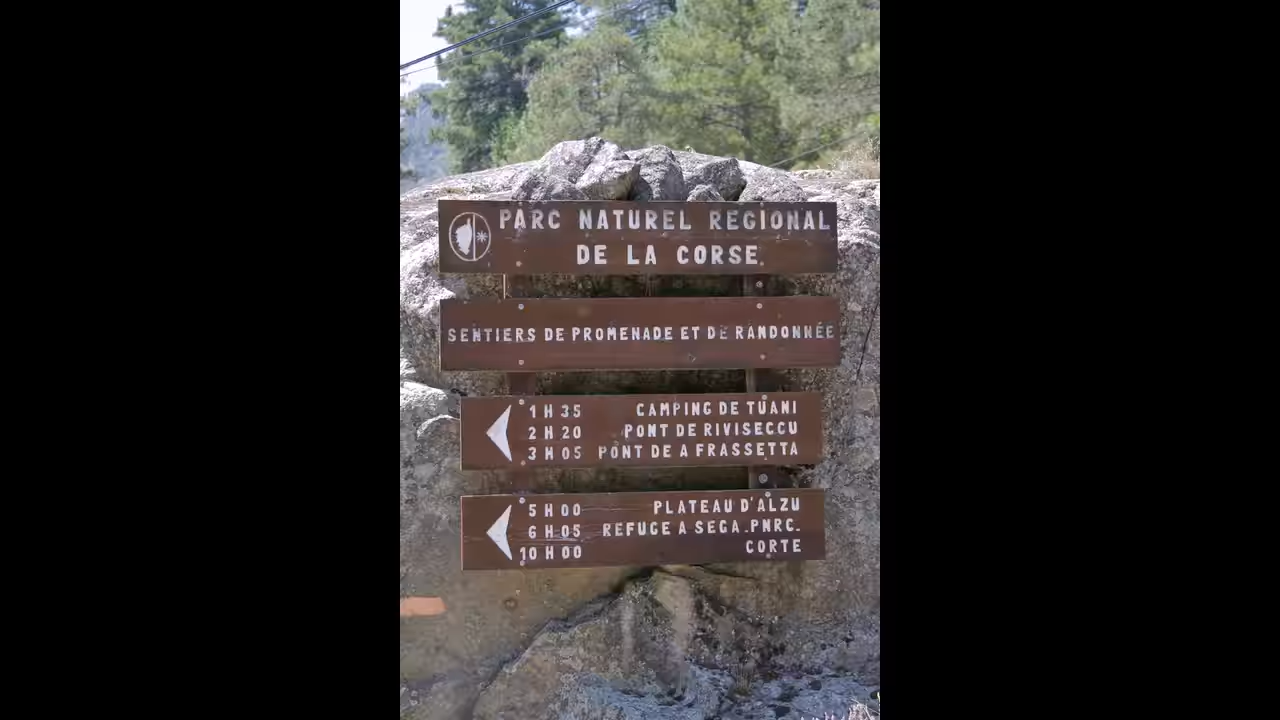 PARC NATUREL REGIONAL
DE LA CORSE
SENTIERS DE PROMENADE ET DE RANDONNÉE
1 H 35 CAMPING DE TUANI
2 H 20 PONT DE RIVISECCU
3 H 05 PONT DE A FRASSETTA
5 H 00 PLATEAU D'ALZU
6 H 05 REFUGE A SEGA.PNRC.
10 H 00 CORTE